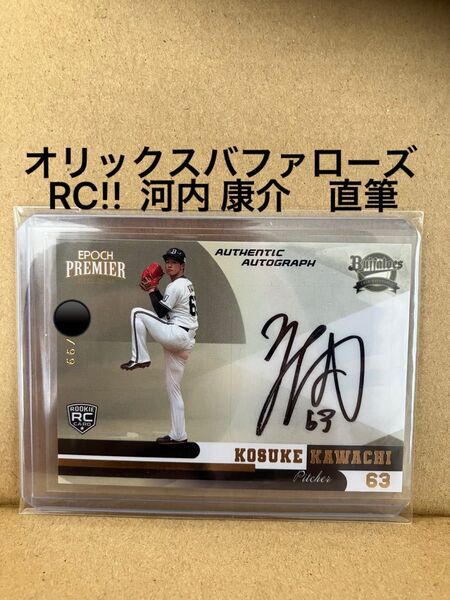 オリックスバファローズ
RC!! 河内 康介　直筆
EPOCH
PREMIER
AUTHENTIC
AUTOGRAPH
Buffaloes
/99
ROOKIE
RC
CARD
63
KOSUKE KAWACHI
Pitcher
63